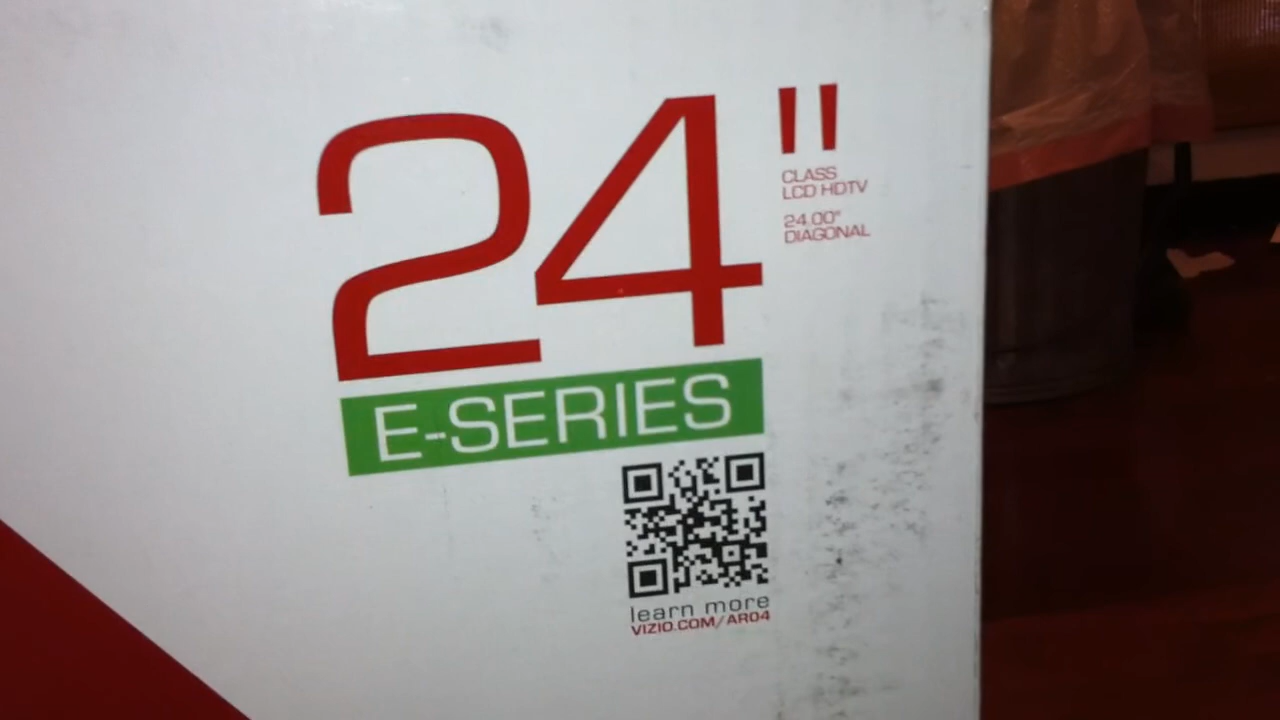 24"
CLASS
LCD HDTV
24.00"
DIAGONAL
E-SERIES
learn more
VIZIO.COM/AR04